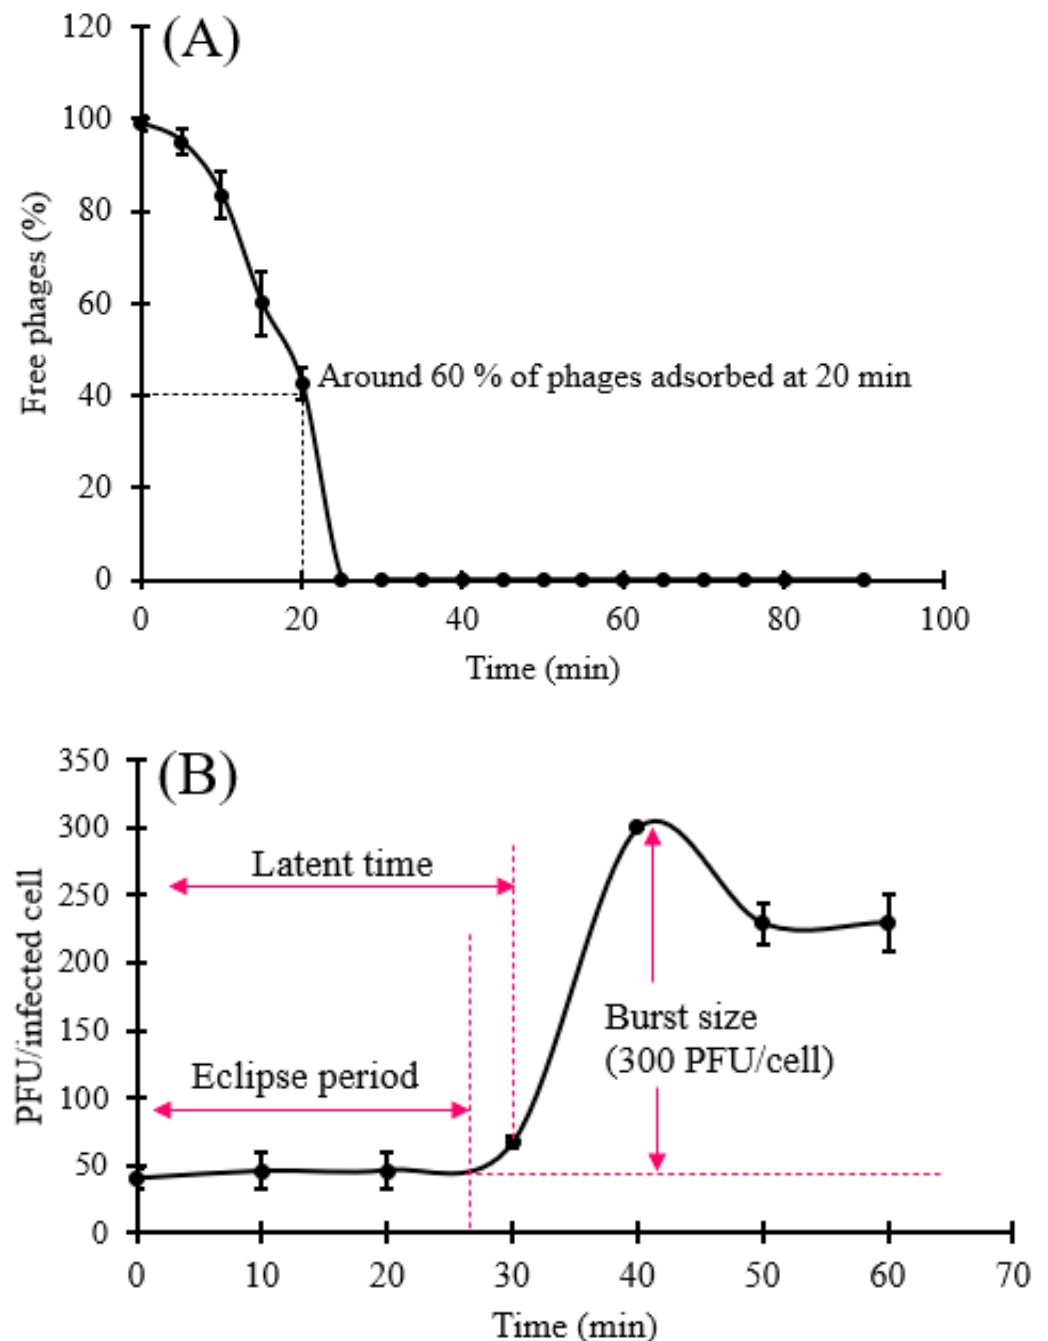 (A)
120
100
80
60
40
20
0
Free phages (%)
Around 60 % of phages adsorbed at 20 min
0 20 40 60 80 100
Time (min)
(B)
350
300
250
200
150
100
50
0
PFU/infected cell
Latent time
Eclipse period
Burst size
(300 PFU/cell)
0 10 20 30 40 50 60 70
Time (min)